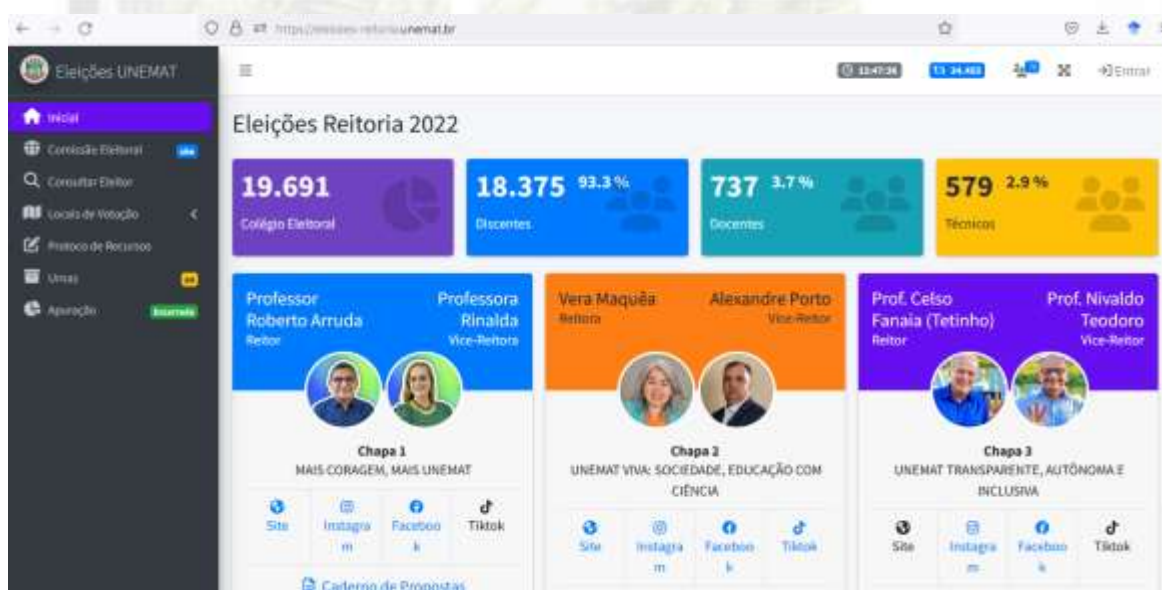 unemat.br
Eleições UNEMAT
Entrar
Inicial
Comissão Eleitoral
Consultar Eleitor
Locais de Votação
Protoco de Recursos
Urnas
Apuração
Eleições Reitoria 2022
19.691
Colégio Eleitoral
18.375 93.3 %
Discentes
737 3.7 %
Docentes
579 2.9 %
Técnicos
Professor Roberto Arruda
Reitor
Professora Rinalda
Vice-Reitora
Chapa 1
MAIS CORAGEM, MAIS UNEMAT
Site
Instagra
m
Faceboo
k
Tiktok
Caderno de Propostas
Vera Maquêa
Reitora
Alexandre Porto
Vice-Reitor
Chapa 2
UNEMAT VIVA: SOCIEDADE, EDUCAÇÃO COM
CIÊNCIA
Site
Instagra
m
Faceboo
k
Tiktok
Prof. Celso
Fanaia (Tetinho)
Reitor
Prof. Nivaldo
Teodoro
Vice-Reitor
Chapa 3
UNEMAT TRANSPARENTE, AUTÔNOMA E
INCLUSIVA
Site
Instagra
m
Faceboo
k
Tiktok